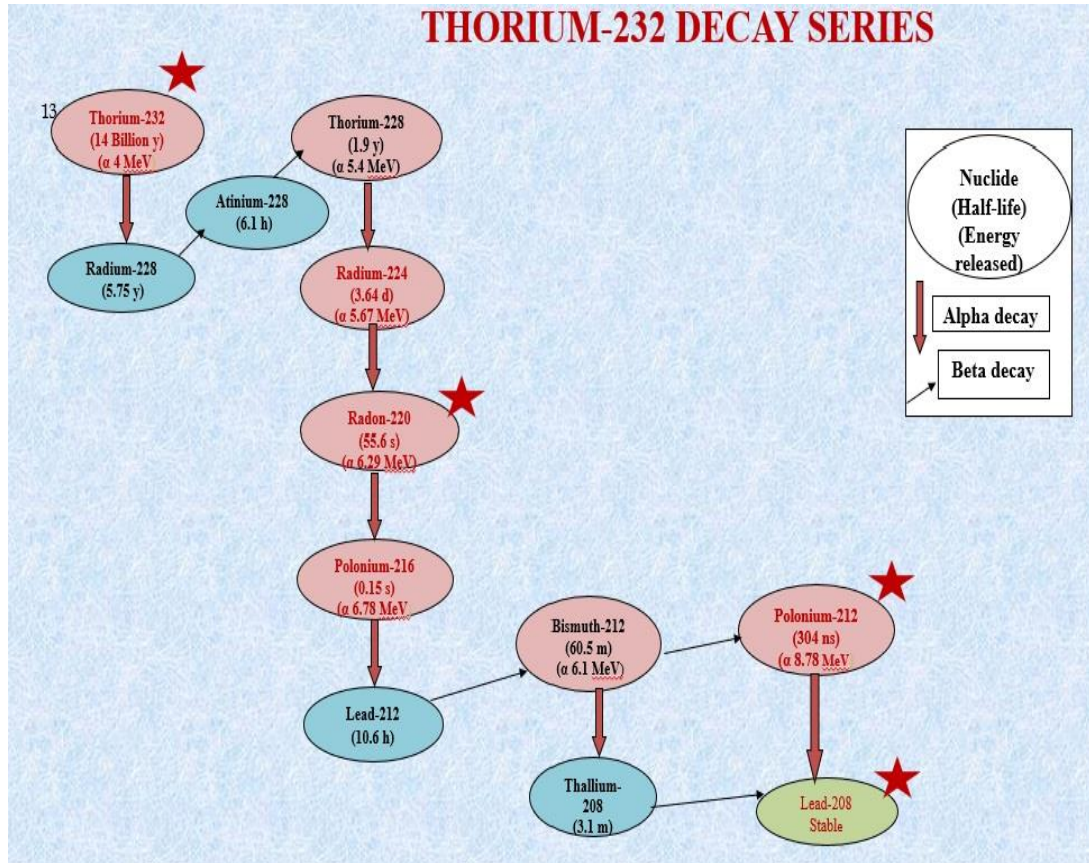 THORIUM-232 DECAY SERIES
13
Thorium-232
(14 Billion y)
(α 4 MeV)
Thorium-228
(1.9 y)
(α 5.4 MeV)
Atinium-228
(6.1 h)
Radium-228
(5.75 y)
Radium-224
(3.64 d)
(α 5.67 MeV)
Radon-220
(55.6 s)
(α 6.29 MeV)
Polonium-216
(0.15 s)
(α 6.78 MeV
Lead-212
(10.6 h)
Bismuth-212
(60.5 m)
(α 6.1 MeV)
Polonium-212
(304 ns)
(α 8.78 MeV
Thallium-
208
(3.1 m)
Lead-208
Stable
Nuclide
(Half-life)
(Energy
released)
Alpha decay
Beta decay